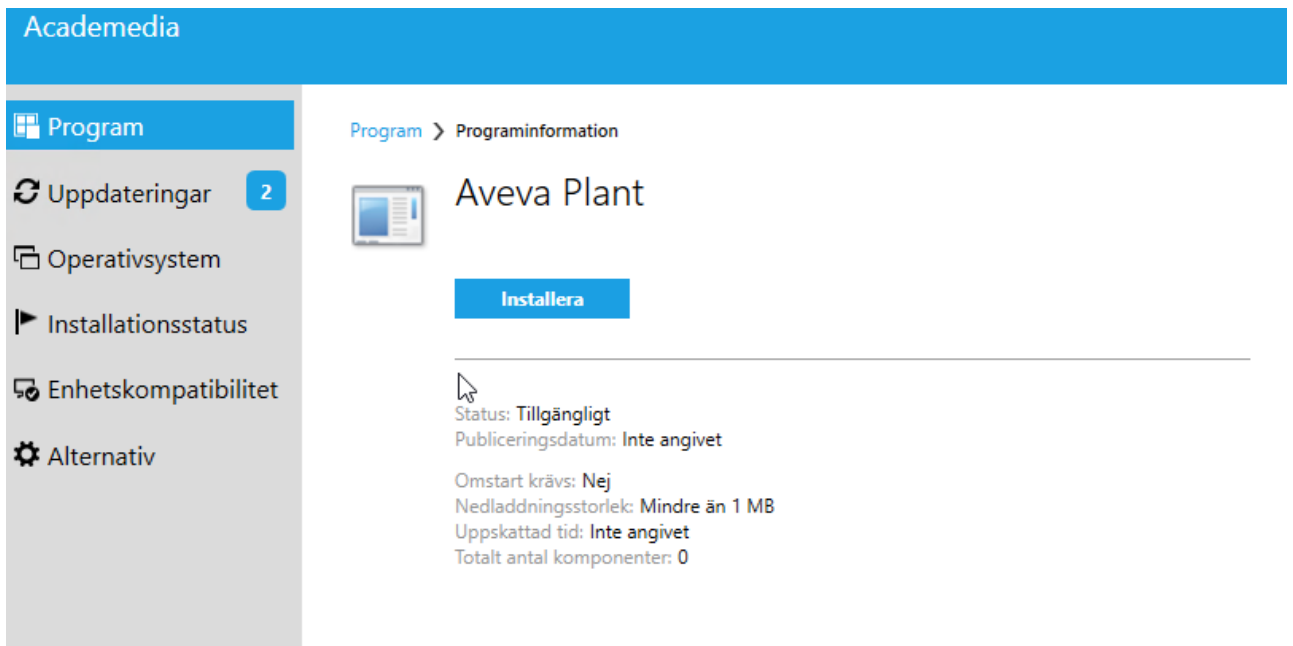 Academedia
Program
Uppdateringar 2
Operativsystem
Installationsstatus
Enhetskompatibilitet
Alternativ
Program ❯ Programinformation
Aveva Plant
Installera
Status: Tillgängligt
Publiceringsdatum: Inte angivet
Omstart krävs: Nej
Nedladdningsstorlek: Mindre än 1 MB
Uppskattad tid: Inte angivet
Totalt antal komponenter: 0